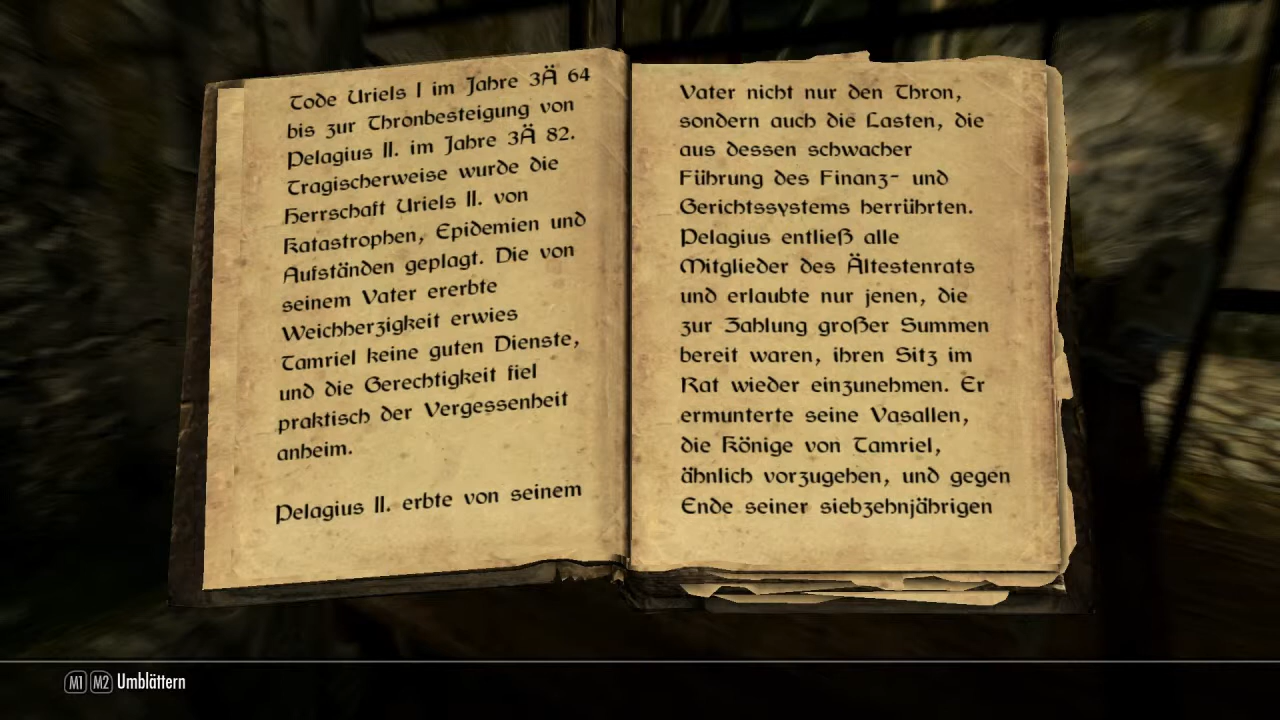 Tode Uriels I im Jahre 3Ä 64
bis zur Thronbesteigung von
Pelagius II. im Jahre 3Ä 82.
Tragischerweise wurde die
Herrschaft Uriels II. von
Katastrophen, Epidemien und
Aufständen geplagt. Die von
seinem Vater ererbte
Weichherzigkeit erwies
Tamriel keine guten Dienste,
und die Gerechtigkeit fiel
praktisch der Vergessenheit
anheim.
Pelagius II. erbte von seinem
Vater nicht nur den Thron,
sondern auch die Lasten, die
aus dessen schwacher
Führung des Finanz- und
Gerichtssystems herrührten.
Pelagius entließ alle
Mitglieder des Ältestenrats
und erlaubte nur jenen, die
zur Zahlung großer Summen
bereit waren, ihren Sitz im
Rat wieder einzunehmen. Er
ermunterte seine Vasallen,
die Könige von Tamriel,
ähnlich vorzugehen, und gegen
Ende seiner siebzehnjährigen
M1 M2 Umblättern